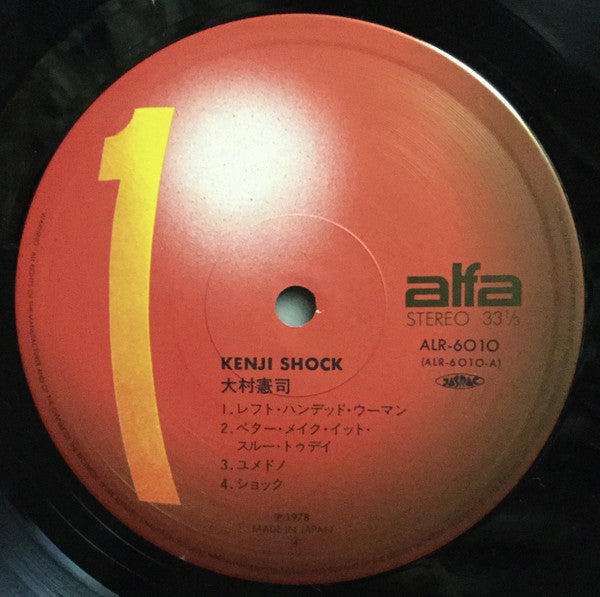 1
alfa
STEREO 33⅓
ALR-6010
(ALR-6010-A)
JASRAC
KENJI SHOCK
大村憲司
1. レフト・ハンデッド・ウーマン
2. ベター・メイク・イット・
スルー・トゥデイ
3. ユメドノ
4. ショック
Ⓟ1978
MADE IN JAPAN